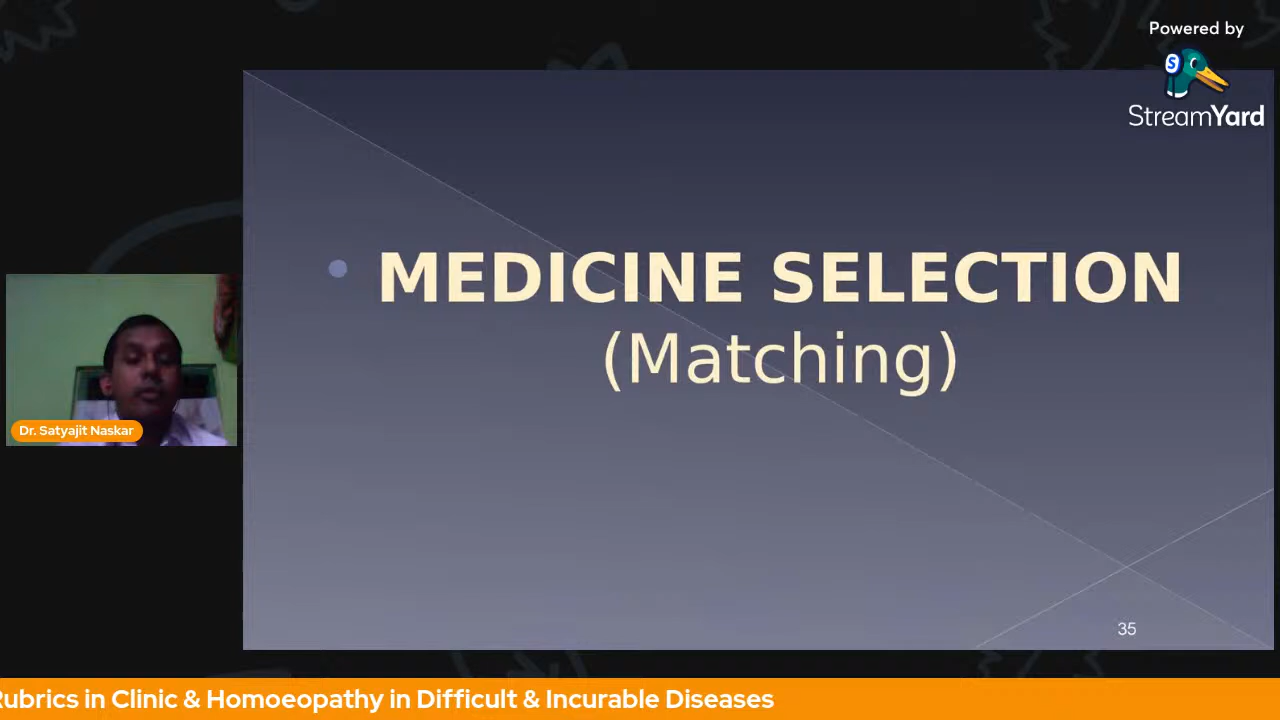 Powered by
StreamYard
MEDICINE SELECTION
(Matching)
Dr. Satyajit Naskar
35
Rubrics in Clinic & Homoeopathy in Difficult & Incurable Diseases